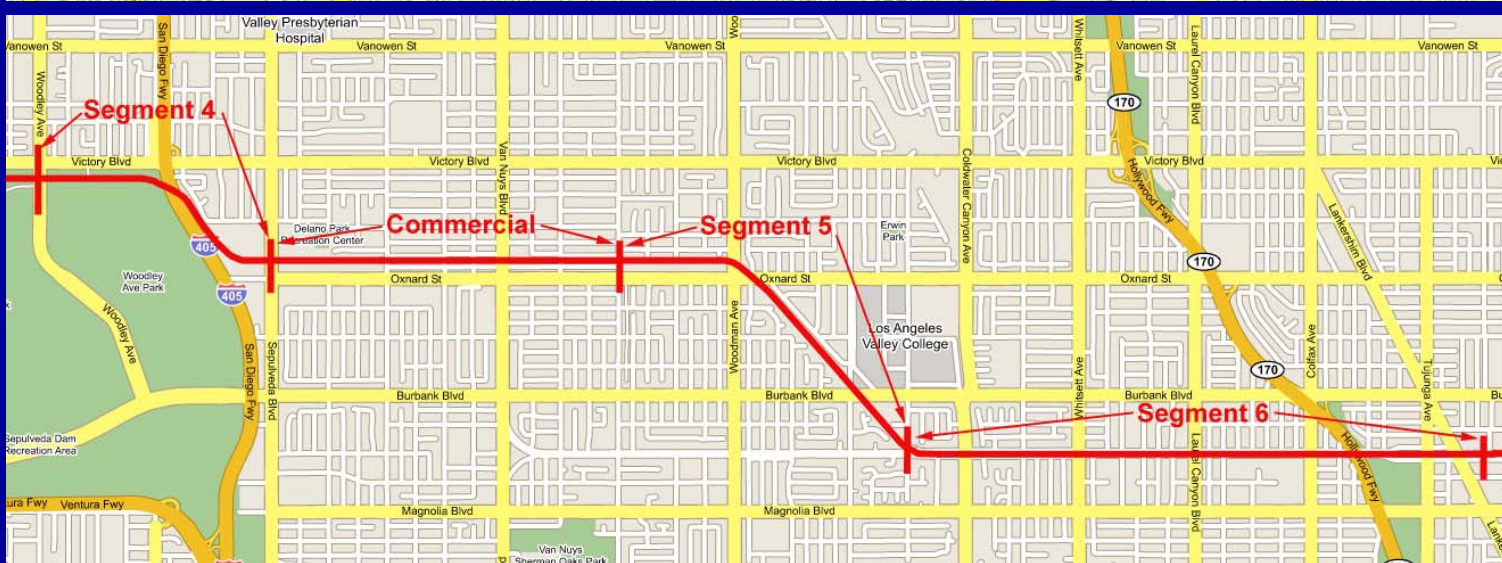 Valley Presbyterian
Hospital
San Diego Fwy
Vanowen St
Vanowen St
Vanowen St
Vanowen St
Vanowen St
Whitsett Ave
Laurel Canyon Blvd
Woodley Ave
Segment 4
170
Victory Blvd
Victory Blvd
Victory Blvd
Victory Blvd
Van Nuys Blvd
Coldwater Canyon Ave
Hollywood Fwy
Lankershim Blvd
Delano Park
Recreation Center
Commercial
Segment 5
Erwin
Park
405
405
170
Woodley
Ave Park
Oxnard St
Oxnard St
Oxnard St
Woodley Ave
San Diego Fwy
Sepulveda Blvd
Woodman Ave
Los Angeles
Valley College
Whitsett Ave
170
Colfax Ave
Tujunga Ave
Burbank Blvd
Burbank Blvd
Burbank Blvd
Segment 6
Sepulveda Dam
Recreation Area
Laurel Canyon Blvd
Hollywood Fwy
Ventura Fwy
Magnolia Blvd
Magnolia Blvd
Van Nuys
Sherman Oaks Park